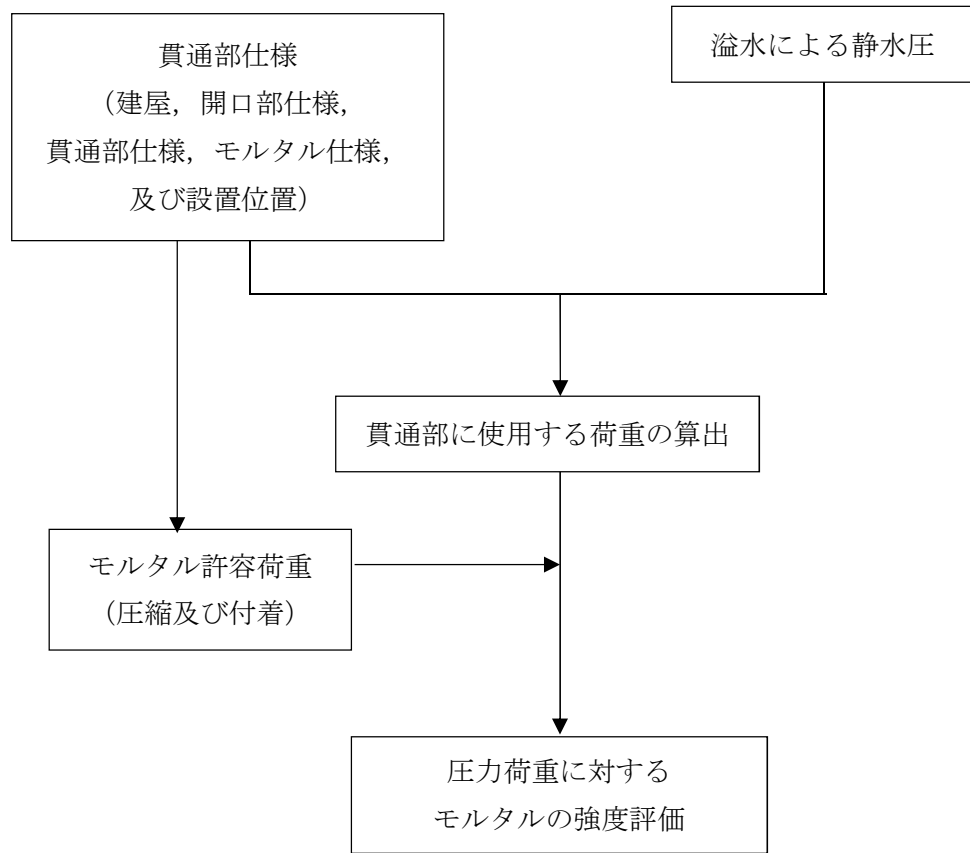 貫通部仕様
（建屋，開口部仕様，
貫通部仕様，モルタル仕様，
及び設置位置）
溢水による静水圧
貫通部に使用する荷重の算出
モルタル許容荷重
（圧縮及び付着）
圧力荷重に対する
モルタルの強度評価